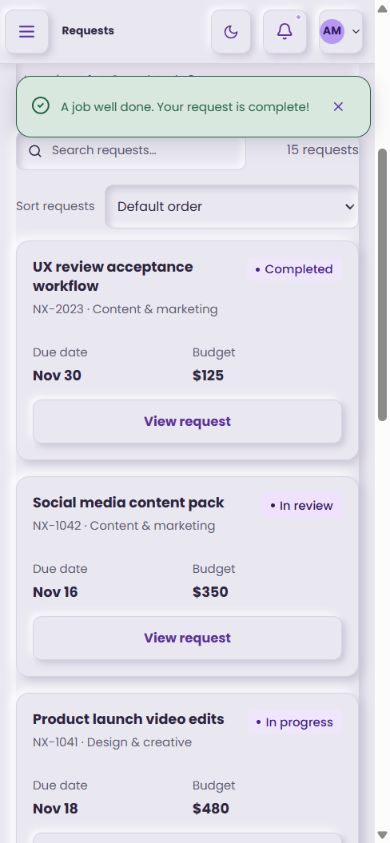 Requests
AM
A job well done. Your request is complete!
Search requests...
15 requests
Sort requests
Default order
UX review acceptance
workflow
• Completed
NX-2023 · Content & marketing
Due date
Budget
Nov 30
$125
View request
Social media content pack
• In review
NX-1042 · Content & marketing
Due date
Budget
Nov 16
$350
View request
Product launch video edits
• In progress
NX-1041 · Design & creative
Due date
Budget
Nov 18
$480